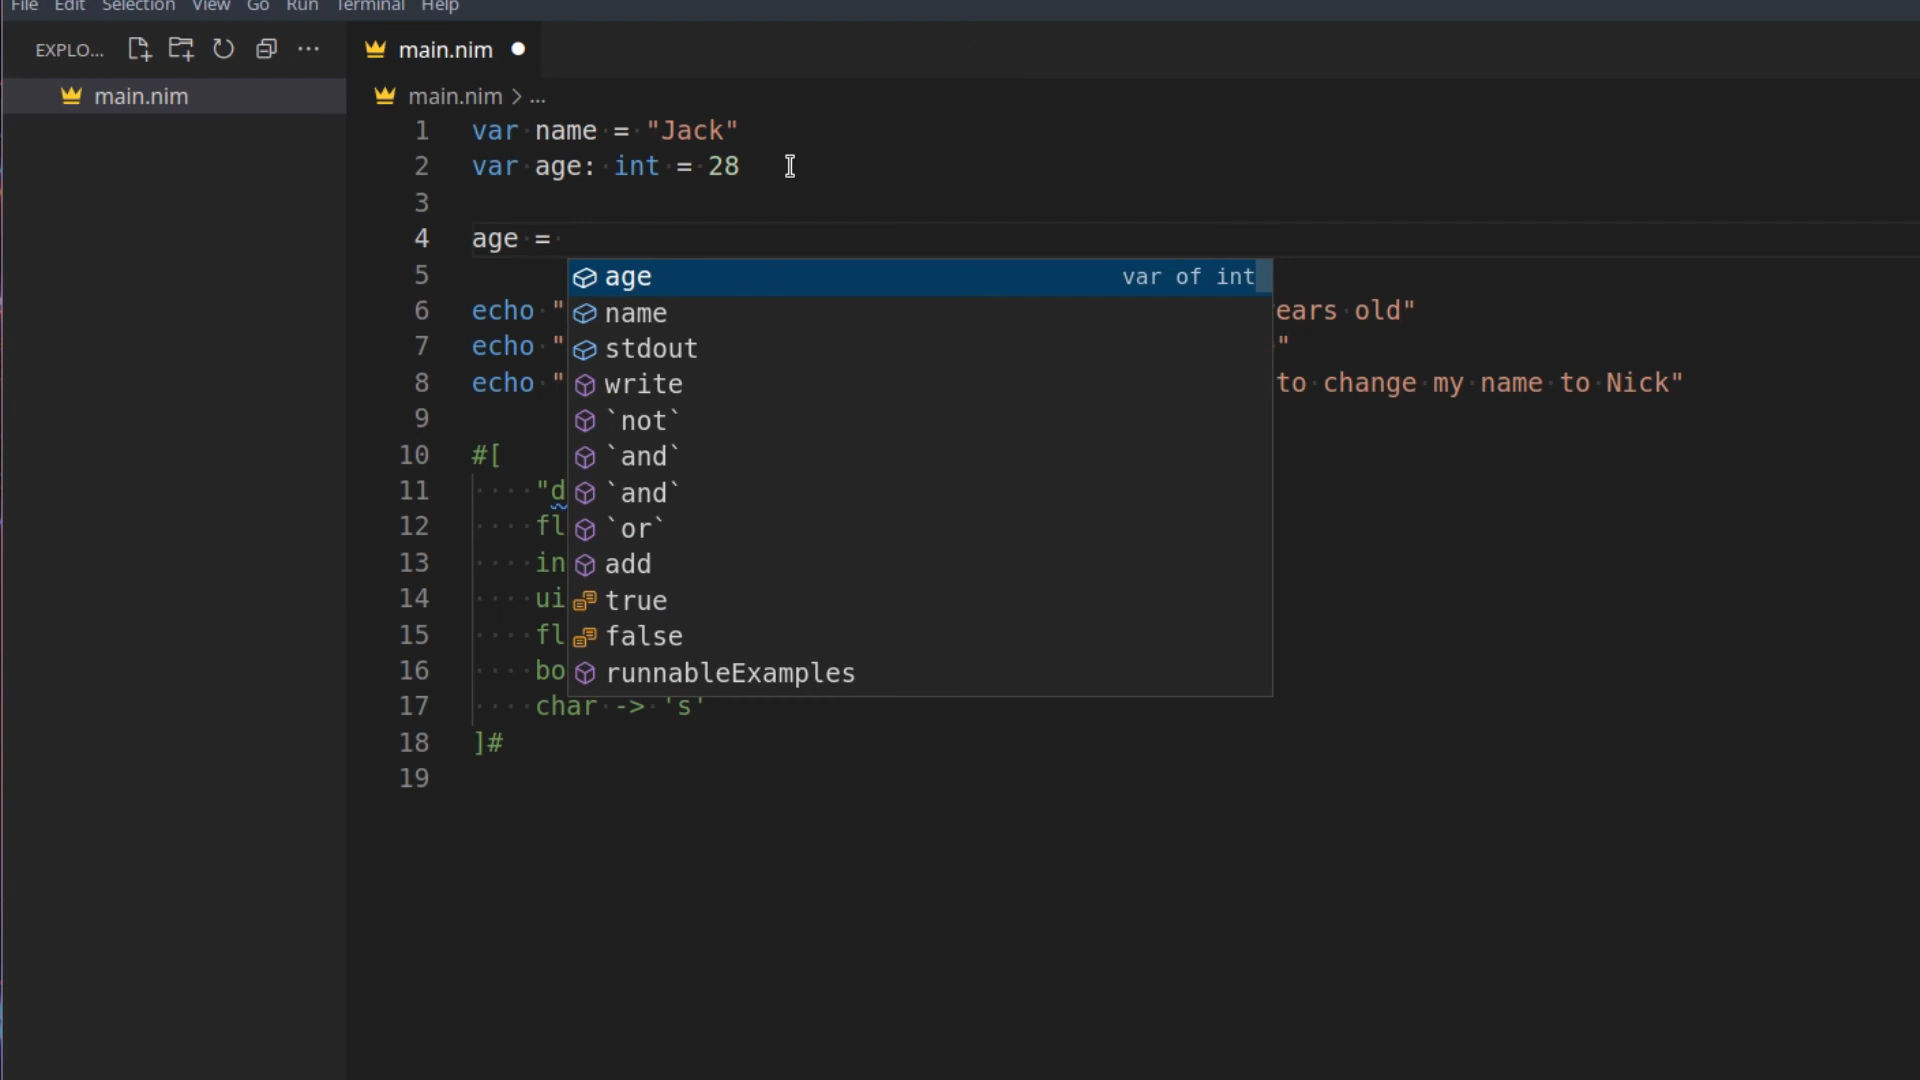 File Edit Selection View Go Run Terminal Help
EXPLO... main.nim
main.nim
main.nim > ...
1 var name = "Jack"
2 var age: int = 28
3
4 age =
5
age var of int
name
stdout
write
`not`
`and`
`and`
`or`
add
true
false
runnableExamples
6 echo " ears old"
7 echo " "
8 echo " to change my name to Nick"
9
10 #[
11 "d
12 fl
13 in
14 ui
15 fl
16 bo
17 char -> 's'
18 ]#
19